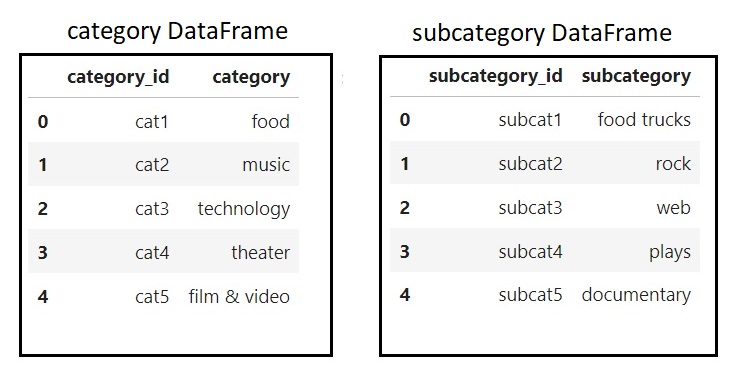 category DataFrame
category_id category
0 cat1 food
1 cat2 music
2 cat3 technology
3 cat4 theater
4 cat5 film & video
subcategory DataFrame
subcategory_id subcategory
0 subcat1 food trucks
1 subcat2 rock
2 subcat3 web
3 subcat4 plays
4 subcat5 documentary